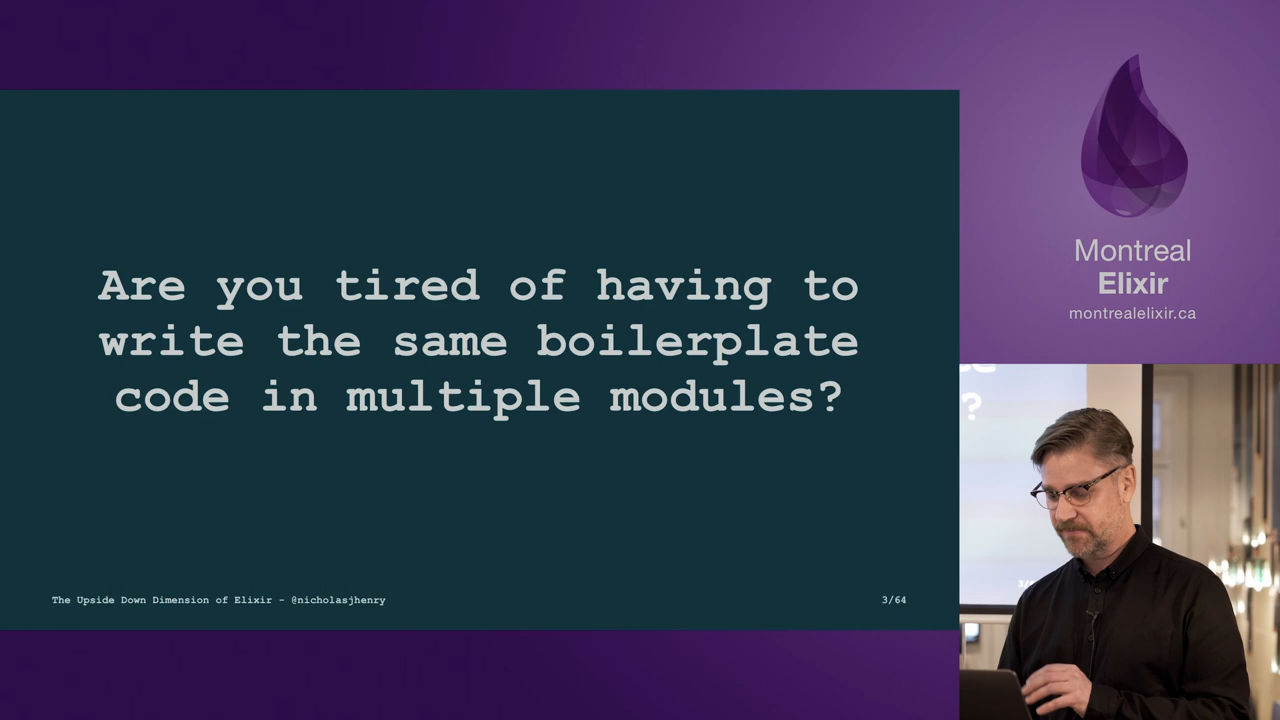 Are you tired of having to
write the same boilerplate
code in multiple modules?
The Upside Down Dimension of Elixir - @nicholasjhenry
3/64
Montreal
Elixir
montrealelixir.ca
?